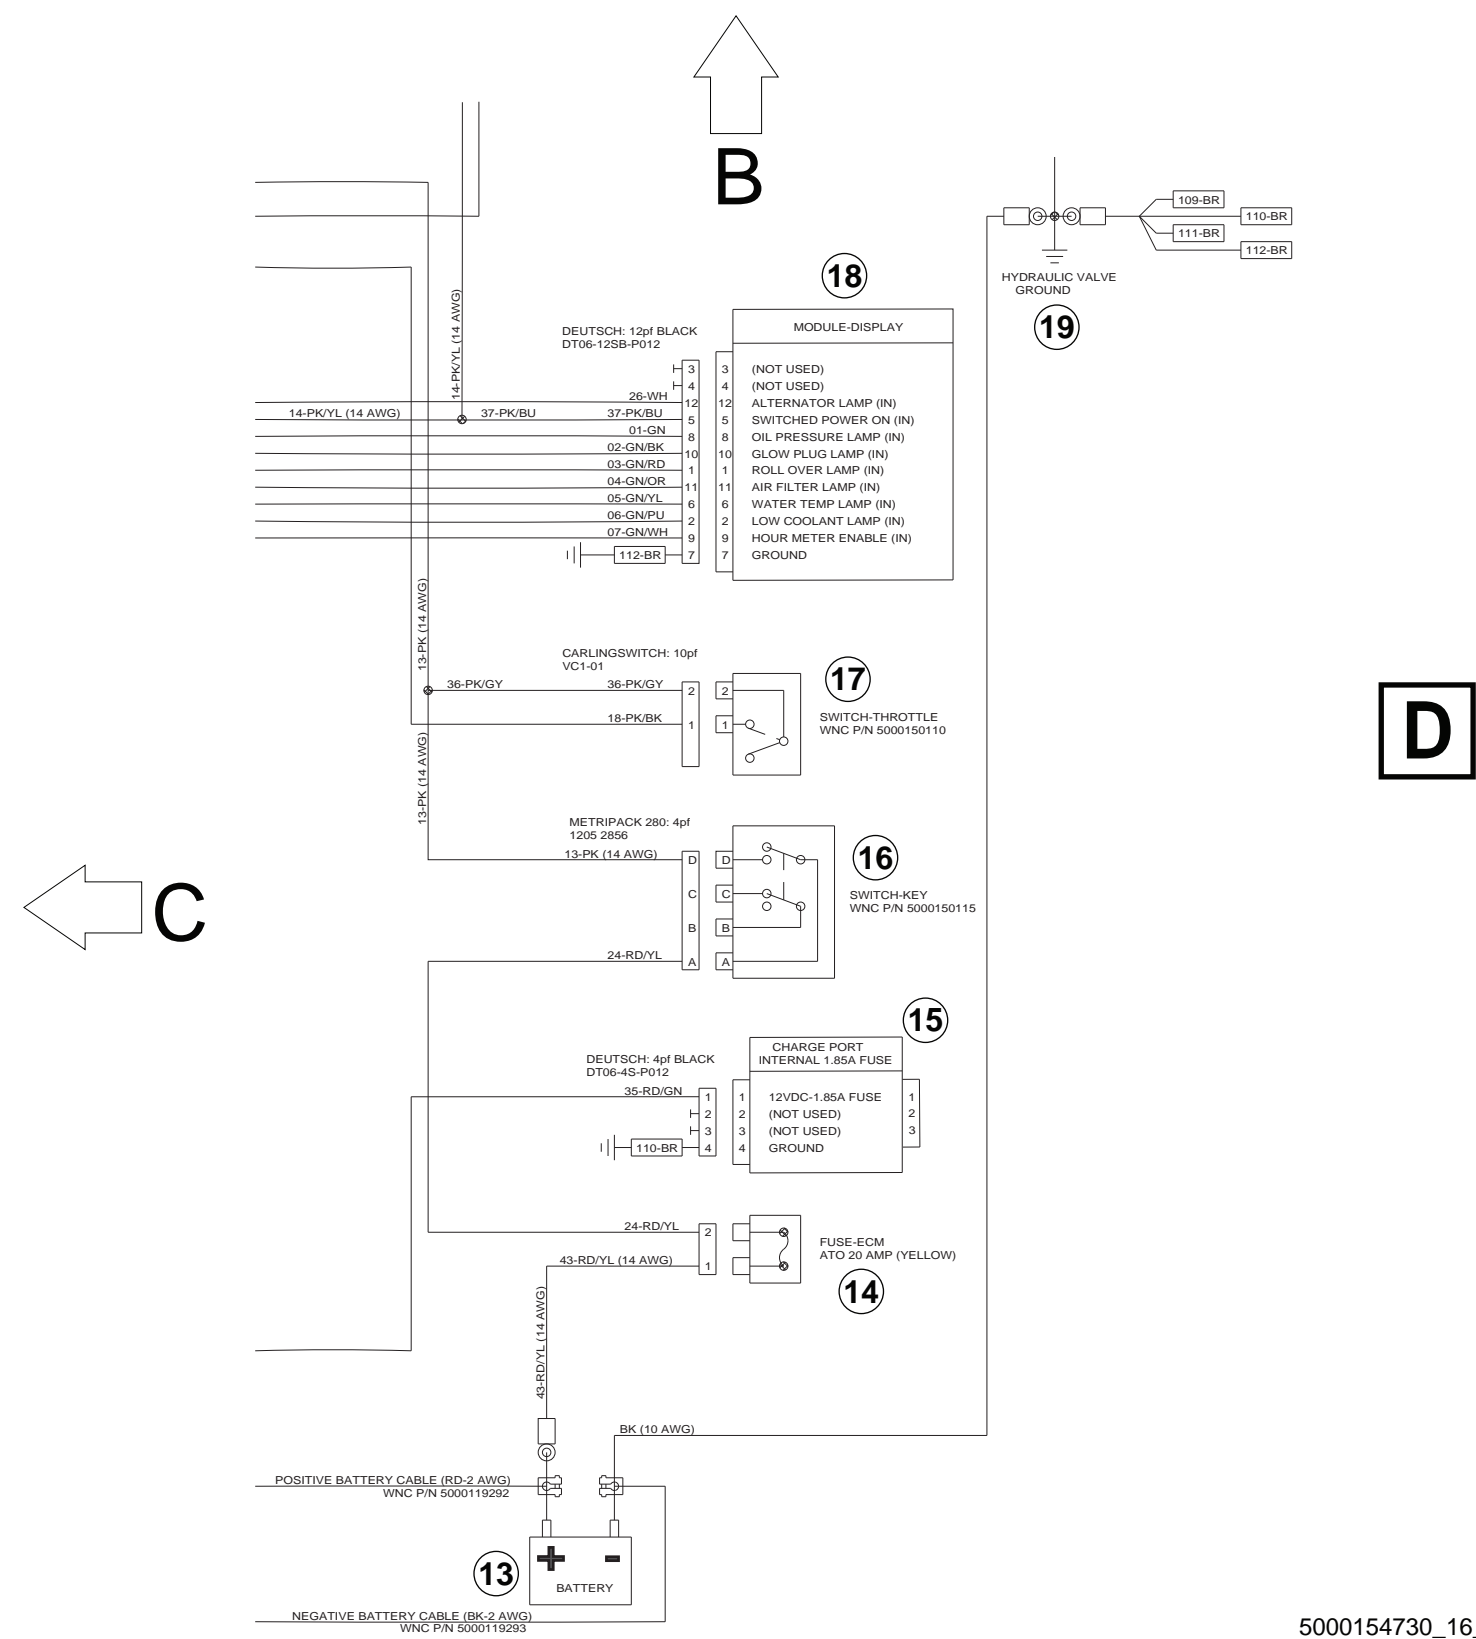 B
109-BR
110-BR
111-BR
112-BR
HYDRAULIC VALVE
GROUND
19
18
14-PK/YL (14 AWG)
DEUTSCH: 12pf BLACK
DT06-12SB-P012
MODULE-DISPLAY
3 3 (NOT USED)
4 4 (NOT USED)
26-WH 12 12 ALTERNATOR LAMP (IN)
14-PK/YL (14 AWG) 37-PK/BU 37-PK/BU 5 5 SWITCHED POWER ON (IN)
01-GN 8 8 OIL PRESSURE LAMP (IN)
02-GN/BK 10 10 GLOW PLUG LAMP (IN)
03-GN/RD 1 1 ROLL OVER LAMP (IN)
04-GN/OR 11 11 AIR FILTER LAMP (IN)
05-GN/YL 6 6 WATER TEMP LAMP (IN)
06-GN/PU 2 2 LOW COOLANT LAMP (IN)
07-GN/WH 9 9 HOUR METER ENABLE (IN)
112-BR 7 7 GROUND
13-PK (14 AWG)
CARLINGSWITCH: 10pf
VC1-01
17
36-PK/GY 36-PK/GY 2 2
18-PK/BK 1 1
SWITCH-THROTTLE
WNC P/N 5000150110
D
13-PK (14 AWG)
METRIPACK 280: 4pf
1205 2856
13-PK (14 AWG) D D
C C
B B
24-RD/YL A A
16
SWITCH-KEY
WNC P/N 5000150115
C
15
CHARGE PORT
INTERNAL 1.85A FUSE
DEUTSCH: 4pf BLACK
DT06-4S-P012
35-RD/GN 1 1 12VDC-1.85A FUSE 1
2 2 (NOT USED) 2
3 3 (NOT USED) 3
110-BR 4 4 GROUND
24-RD/YL 2
43-RD/YL (14 AWG) 1
FUSE-ECM
ATO 20 AMP (YELLOW)
14
43-RD/YL (14 AWG)
BK (10 AWG)
POSITIVE BATTERY CABLE (RD-2 AWG)
WNC P/N 5000119292
13
+ -
BATTERY
NEGATIVE BATTERY CABLE (BK-2 AWG)
WNC P/N 5000119293
5000154730_16_